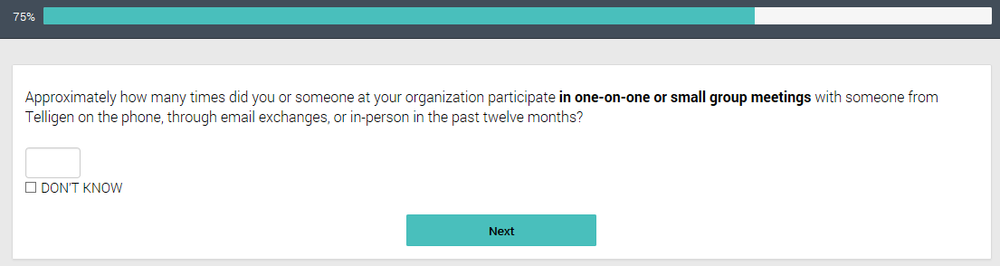 75%
Approximately how many times did you or someone at your organization participate in one-on-one or small group meetings with someone from
Telligen on the phone, through email exchanges, or in-person in the past twelve months?
DON'T KNOW
Next